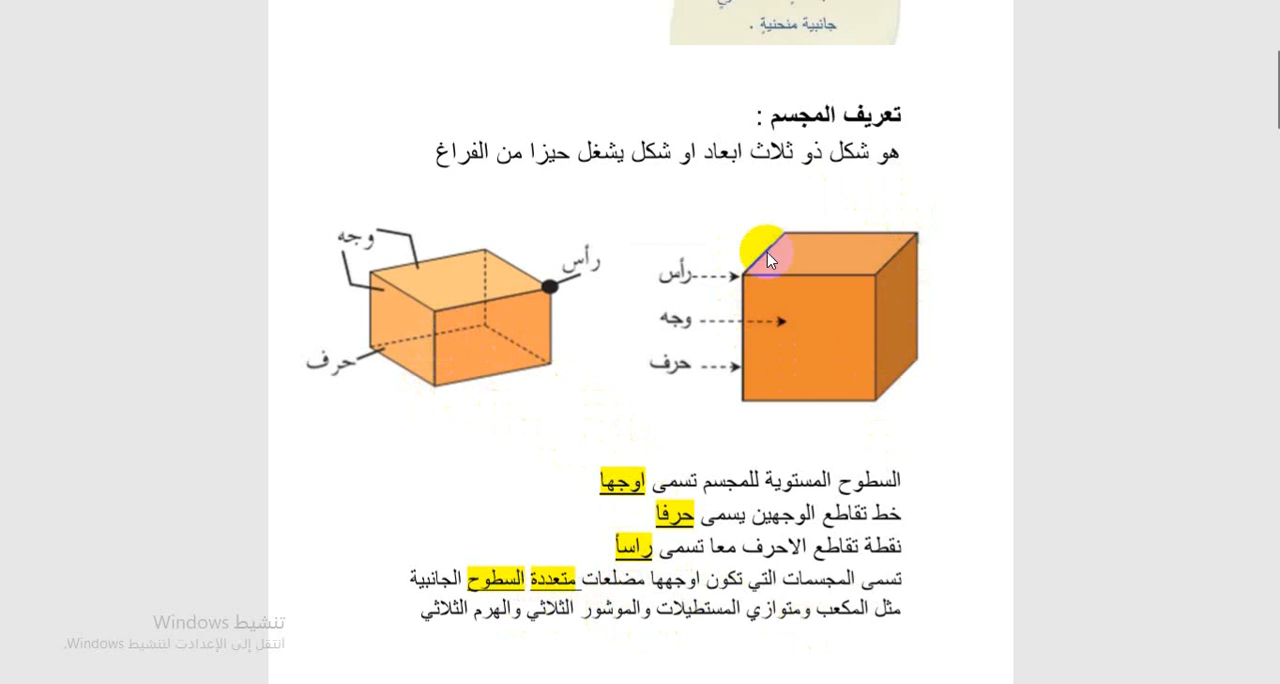 جانبية منحنيةٍ .
تعريف المجسم :
هو شكل ذو ثلاث ابعاد او شكل يشغل حيزا من الفراغ
وجه
رأس
حرف
رأس
وجه
حرف
السطوح المستوية للمجسم تسمى اوجها
خط تقاطع الوجهين يسمى حرفا
نقطة تقاطع الاحرف معا تسمى راسأ
تسمى المجسمات التي تكون اوجهها مضلعات متعددة السطوح الجانبية
مثل المكعب ومتوازي المستطيلات والموشور الثلاثي والهرم الثلاثي
تنشيط Windows
انتقل إلى الإعدادت لتنشيط Windows.